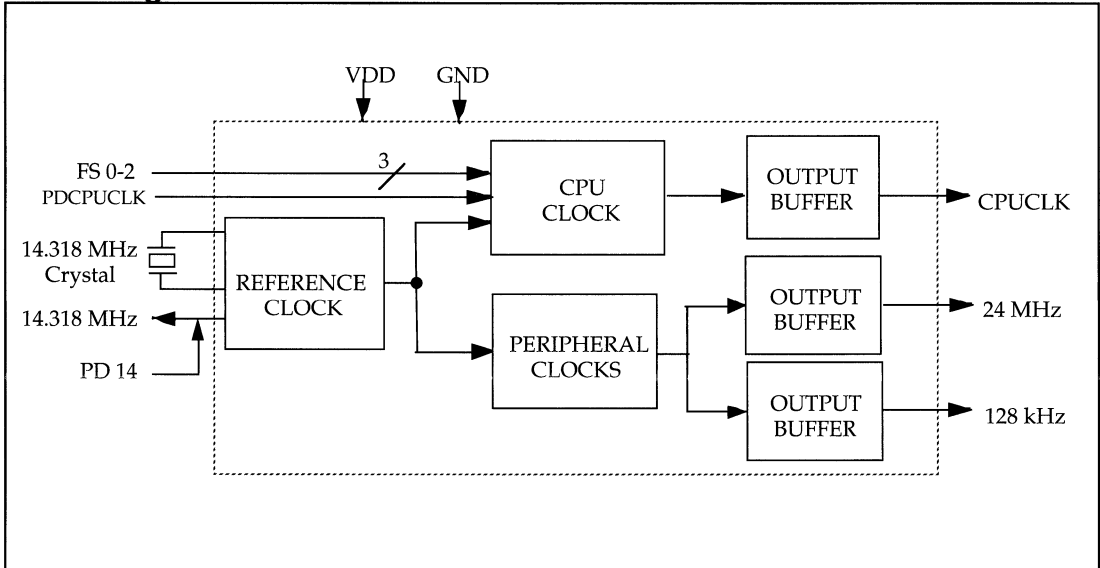 VDD GND
FS 0-2
3
PDCPUCLK
14.318 MHz
Crystal
14.318 MHz
PD 14
REFERENCE
CLOCK
CPU
CLOCK
PERIPHERAL
CLOCKS
OUTPUT
BUFFER
OUTPUT
BUFFER
OUTPUT
BUFFER
CPUCLK
24 MHz
128 kHz